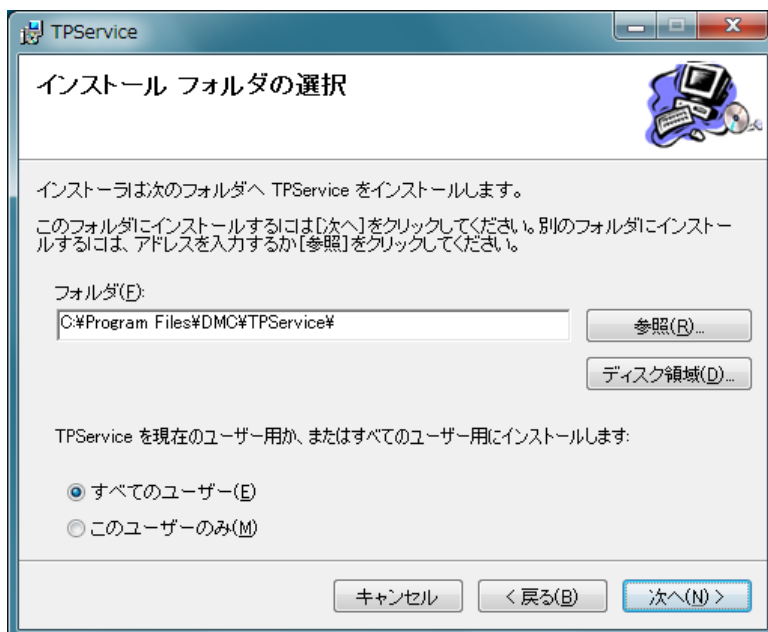 TPService
インストール フォルダの選択
インストーラは次のフォルダへ TPService をインストールします。
このフォルダにインストールするには[次へ]をクリックしてください。別のフォルダにインストー
ルするには、アドレスを入力するか[参照]をクリックしてください。
フォルダ(F):
C:¥Program Files¥DMC¥TPService¥
参照(R)...
ディスク領域(D)...
TPService を現在のユーザー用か、またはすべてのユーザー用にインストールします:
すべてのユーザー(E)
このユーザーのみ(M)
キャンセル
< 戻る(B)
次へ(N) >